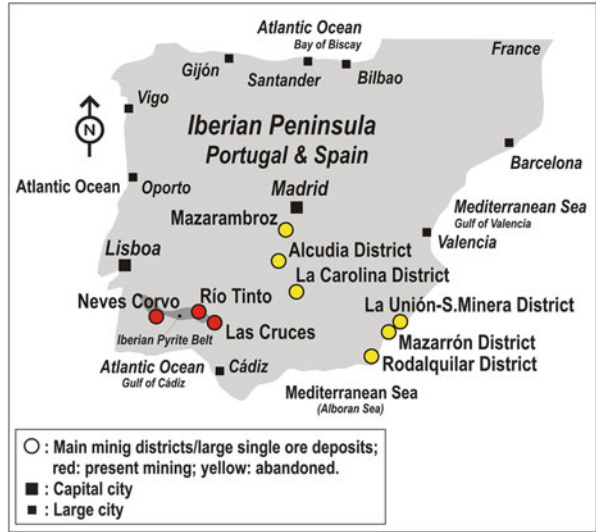 Atlantic Ocean
Bay of Biscay
France
Gijón
Santander
Bilbao
Vigo
N
Iberian Peninsula
Portugal & Spain
Barcelona
Atlantic Ocean
Oporto
Madrid
Mazarambroz
Mediterranean Sea
Gulf of Valencia
Valencia
Lisboa
Alcudia District
La Carolina District
Neves Corvo
Río Tinto
La Unión-S.Minera District
Las Cruces
Mazarrón District
Iberian Pyrite Belt
Rodalquilar District
Atlantic Ocean
Gulf of Cádiz
Cádiz
Mediterranean Sea
(Alboran Sea)
: Main minig districts/large single ore deposits;
red: present mining; yellow: abandoned.
: Capital city
: Large city